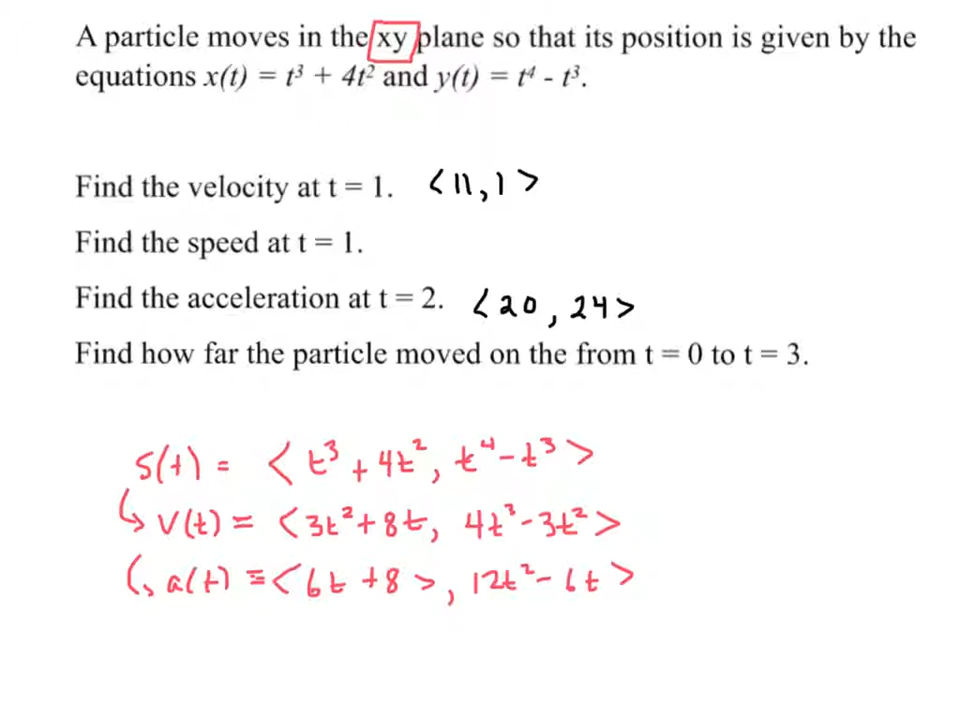 A particle moves in the xy plane so that its position is given by the
equations x(t) = t³ + 4t² and y(t) = t⁴ - t³.
Find the velocity at t = 1. <11,1>
Find the speed at t = 1.
Find the acceleration at t = 2. <20, 24>
Find how far the particle moved on the from t = 0 to t = 3.
s(t) = <t³+4t², t⁴-t³>
↳ v(t) = <3t²+8t, 4t³-3t²>
↳ a(t) = <6t+8>, 12t²-6t>